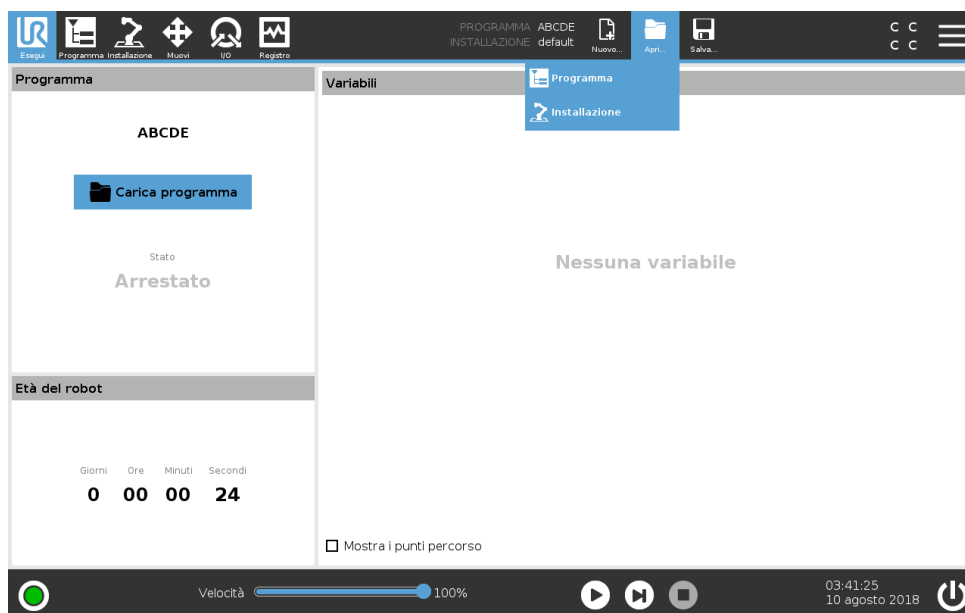 UR
Esegui
Programma
Installazione
Muovi
I/O
Registro
PROGRAMMA ABCDE
INSTALLAZIONE default
Nuovo...
Apri...
Salva...
C C
C C
Programma
Installazione
Programma
ABCDE
Carica programma
Stato
Arrestato
Variabili
Nessuna variabile
Età del robot
Giorni Ore Minuti Secondi
0 00 00 24
Mostra i punti percorso
Velocità 100%
03:41:25
10 agosto 2018